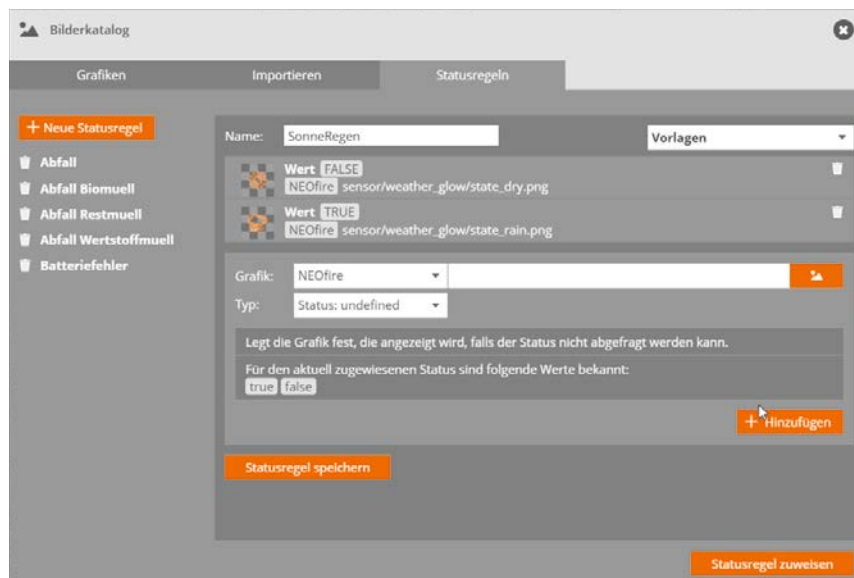 Bilderkatalog
Grafiken Importieren Statusregeln
+ Neue Statusregel
Abfall
Abfall Biomuell
Abfall Restmuell
Abfall Wertstoffmuell
Batteriefehler
Name: SonneRegen Vorlagen
Wert FALSE
NEOfire sensor/weather_glow/state_dry.png
Wert TRUE
NEOfire sensor/weather_glow/state_rain.png
Grafik: NEOfire
Typ: Status: undefined
Legt die Grafik fest, die angezeigt wird, falls der Status nicht abgefragt werden kann.
Für den aktuell zugewiesenen Status sind folgende Werte bekannt:
true false
+ Hinzufügen
Statusregel speichern
Statusregel zuweisen